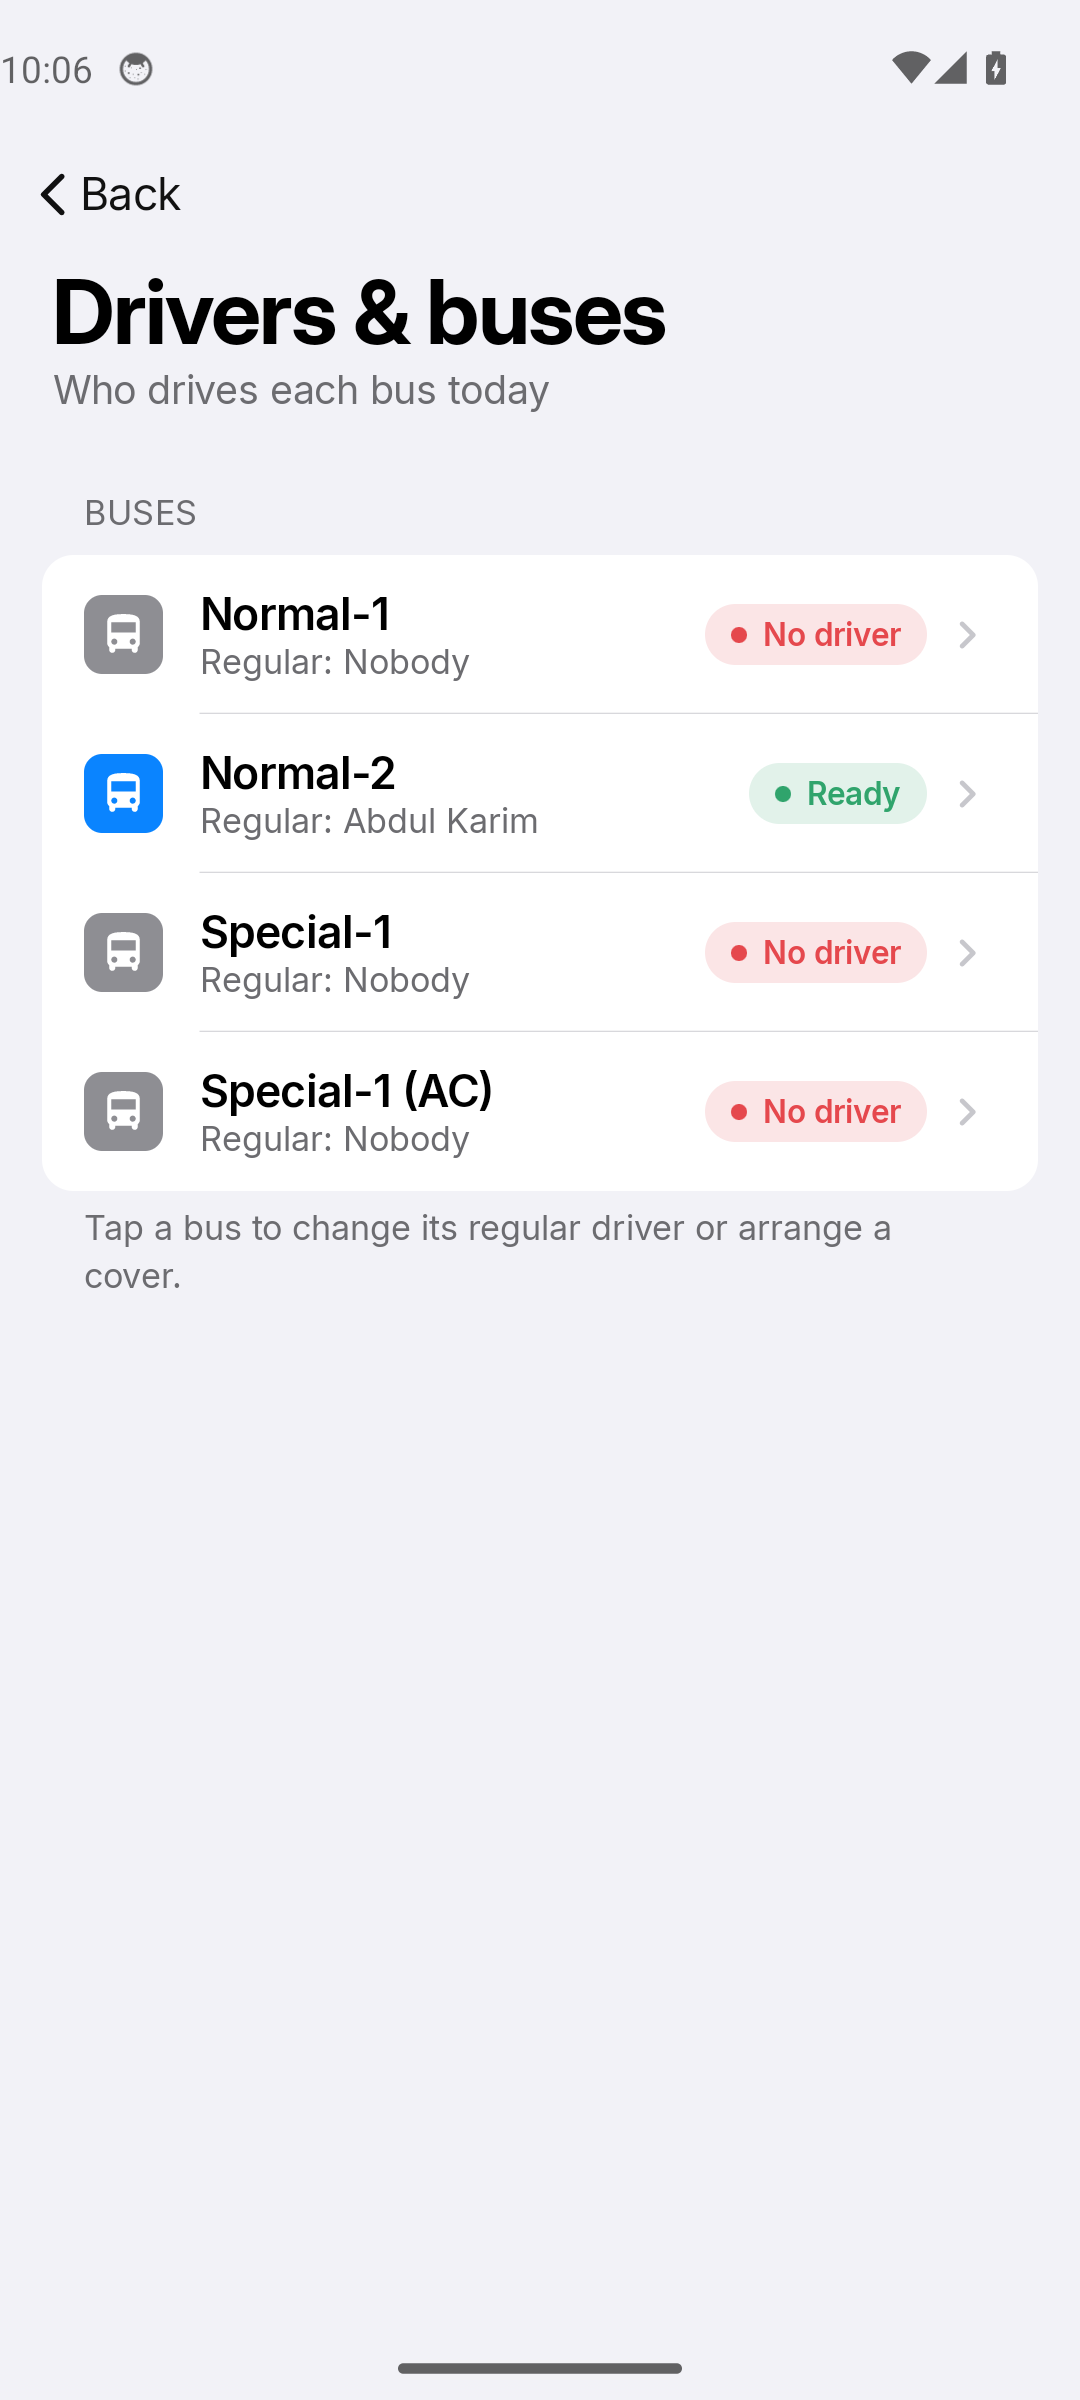 10:06
Back
Drivers & buses
Who drives each bus today
BUSES
Normal-1
Regular: Nobody
No driver
Normal-2
Regular: Abdul Karim
Ready
Special-1
Regular: Nobody
No driver
Special-1 (AC)
Regular: Nobody
No driver
Tap a bus to change its regular driver or arrange a
cover.